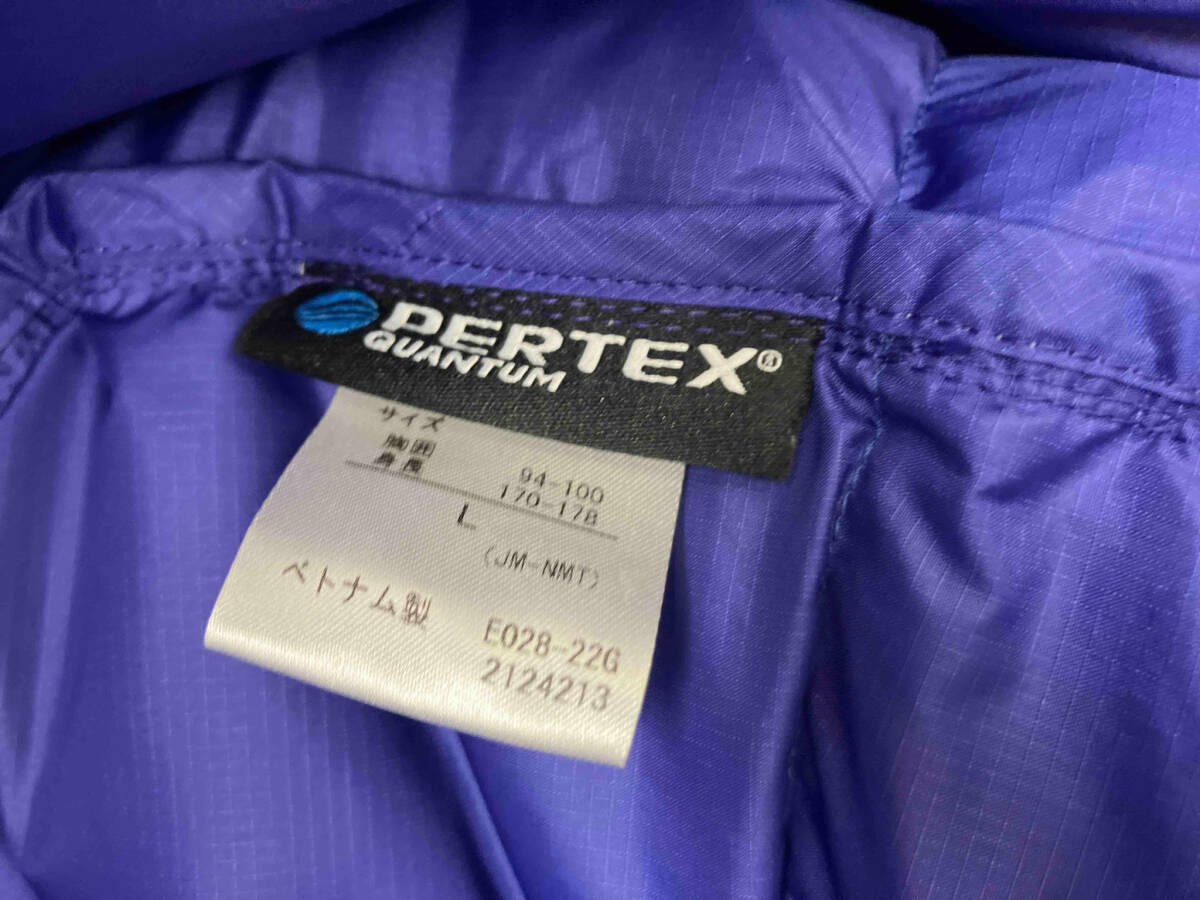 PERTEX®
QUANTUM
サイズ
胸囲 94-100
身長 170-178
L
(JM-NMT)
ベトナム製 E028-22G
2124213